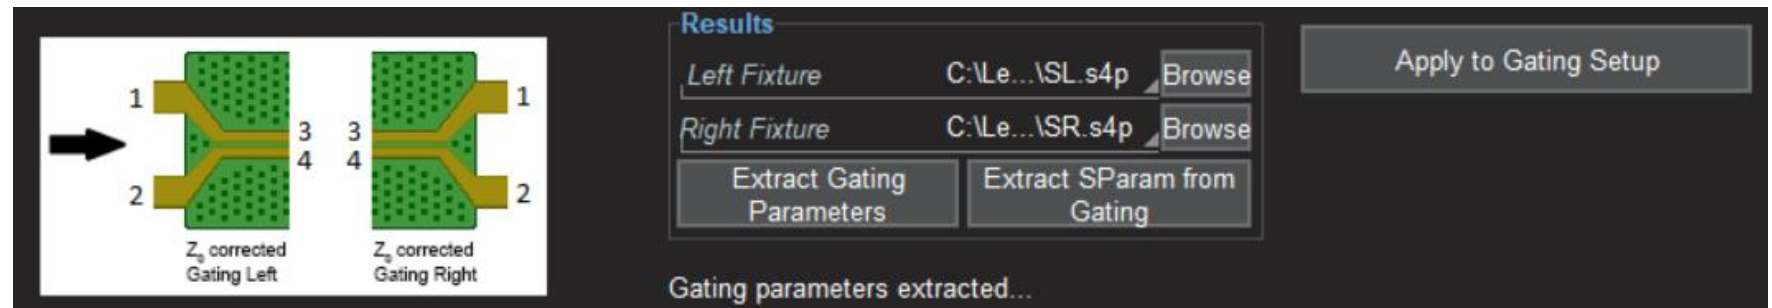 1
2
3
4
3
4
1
2
Z₀ corrected
Gating Left
Z₀ corrected
Gating Right
Results
Left Fixture C:\Le...\SL.s4p Browse
Right Fixture C:\Le...\SR.s4p Browse
Extract Gating
Parameters
Extract SParam from
Gating
Gating parameters extracted...
Apply to Gating Setup